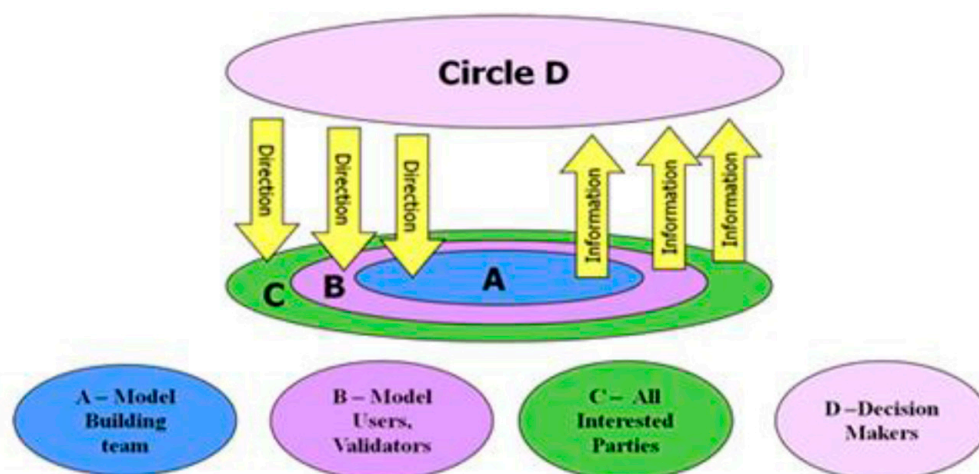 Circle D
Direction
Direction
Direction
Information
Information
Information
A
B
C
A – Model
Building
team
B – Model
Users,
Validators
C – All
Interested
Parties
D –Decision
Makers